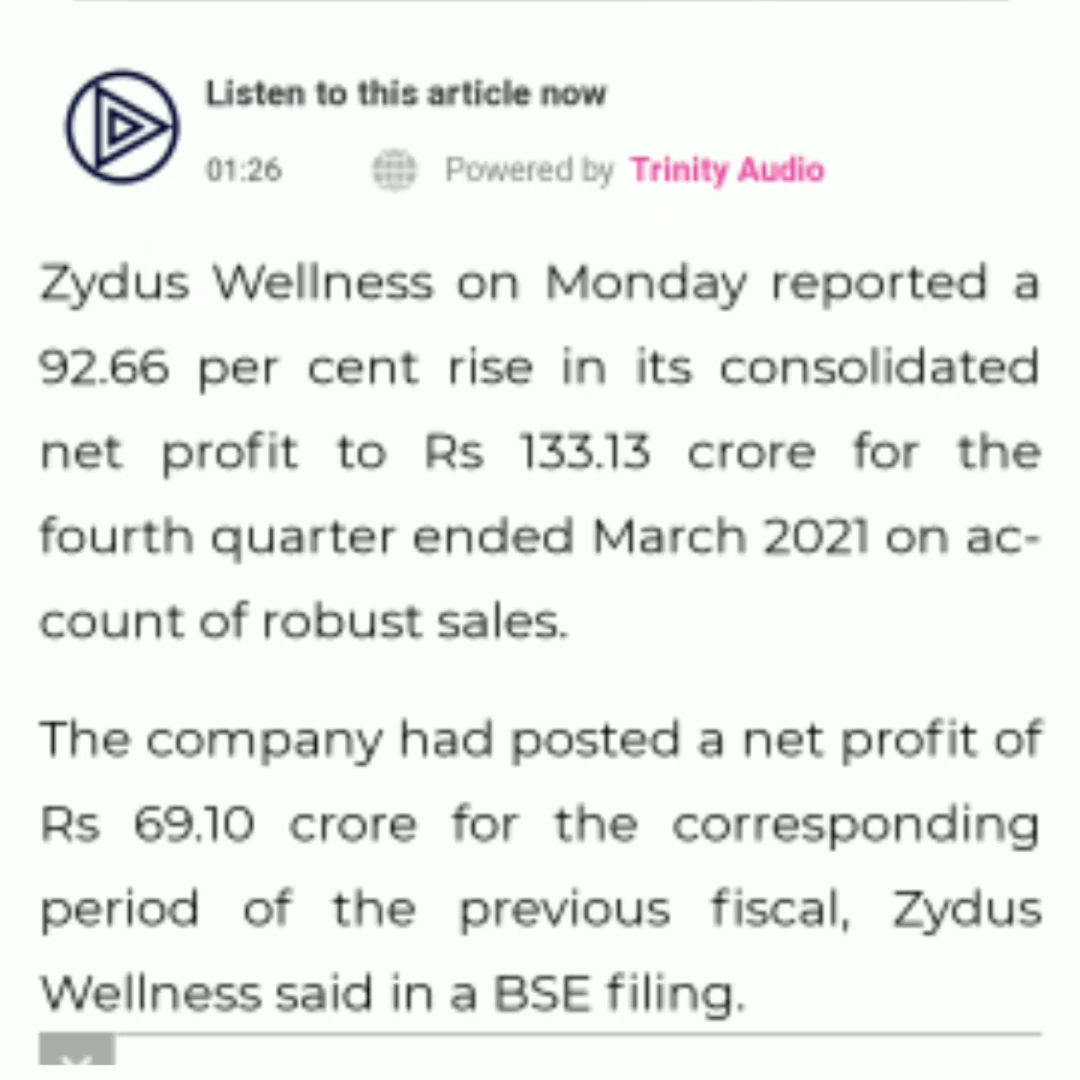 Listen to this article now
01:26 Powered by Trinity Audio
Zydus Wellness on Monday reported a
92.66 per cent rise in its consolidated
net profit to Rs 133.13 crore for the
fourth quarter ended March 2021 on ac-
count of robust sales.
The company had posted a net profit of
Rs 69.10 crore for the corresponding
period of the previous fiscal, Zydus
Wellness said in a BSE filing.